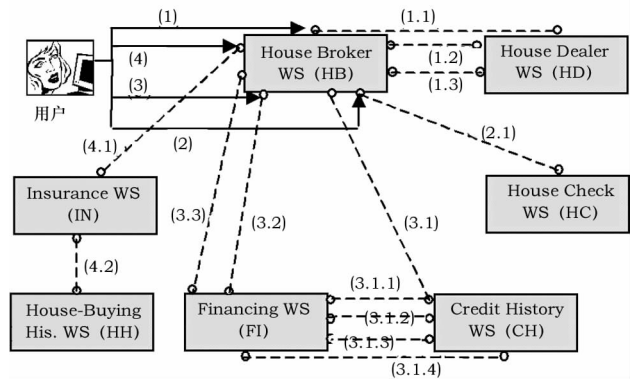 (1)
(1.1)
(4)
House Broker
WS (HB)
(1.2)
House Dealer
WS (HD)
(3)
(1.3)
用户
(2)
(2.1)
(4.1)
Insurance WS
(IN)
House Check
WS (HC)
(3.3)
(3.2)
(3.1)
(4.2)
(3.1.1)
House-Buying
His. WS (HH)
Financing WS
(FI)
(3.1.2)
Credit History
WS (CH)
(3.1.3)
(3.1.4)